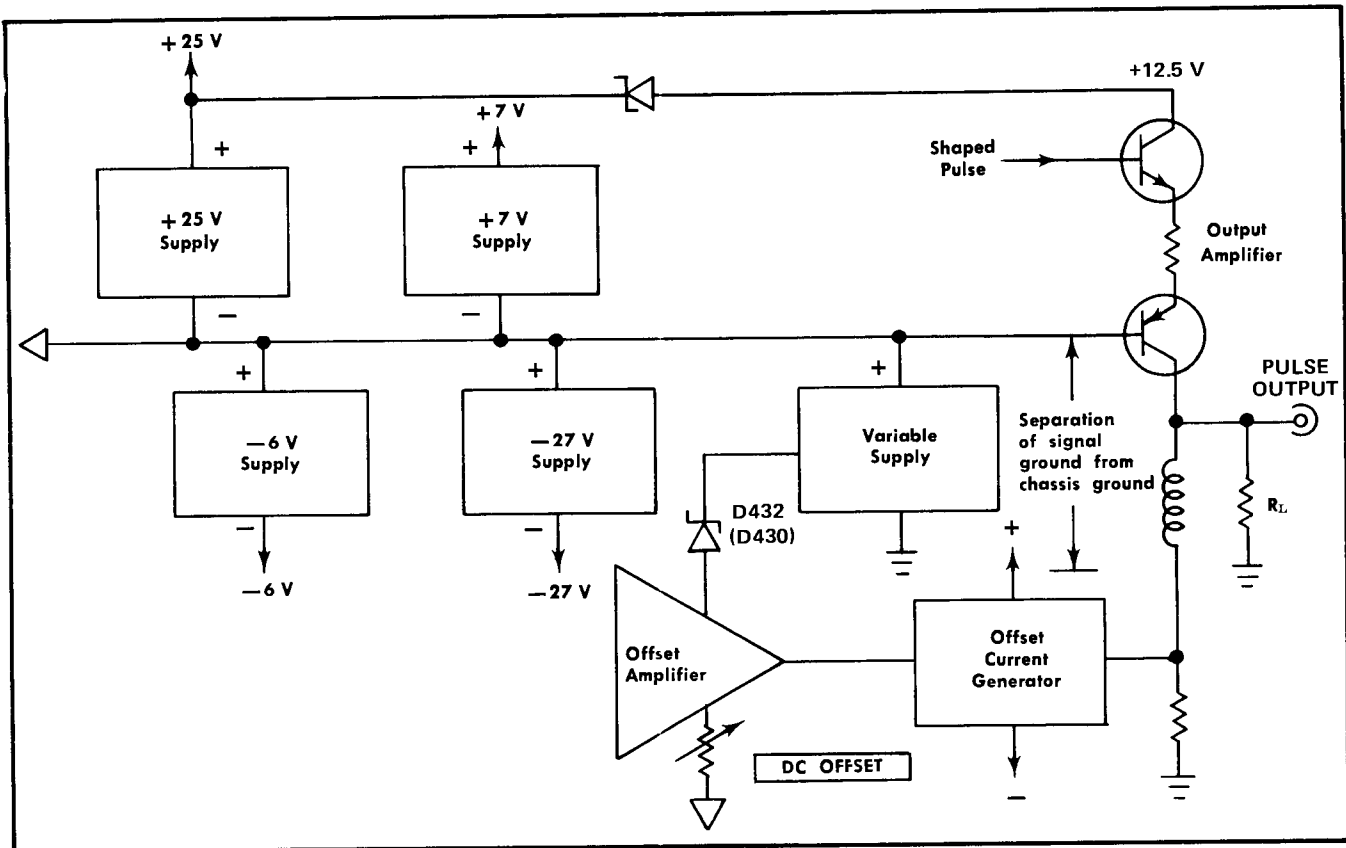 +25 V
+12.5 V
+7 V
+
+
Shaped
Pulse
+25 V
Supply
+7 V
Supply
Output
Amplifier
−
−
+
+
+
PULSE
OUTPUT
−6 V
Supply
−27 V
Supply
Variable
Supply
Separation
of signal
ground from
chassis ground
RL
D432
(D430)
−
−
+
−6 V
−27 V
Offset
Amplifier
Offset
Current
Generator
DC OFFSET
−